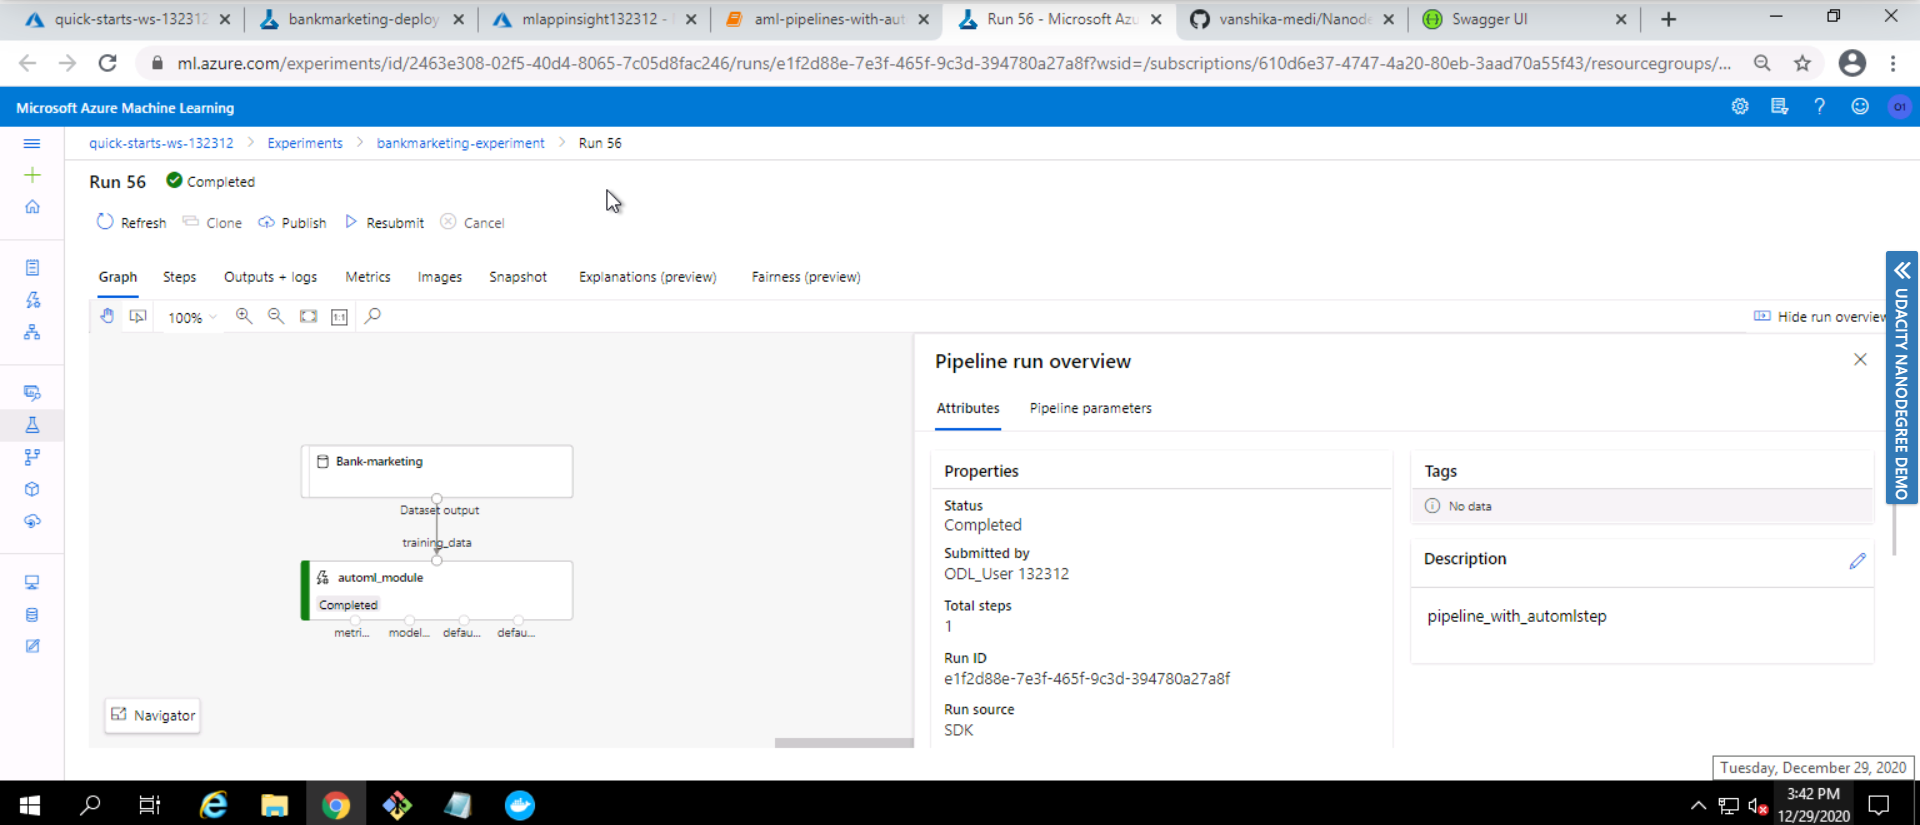 quick-starts-ws-132312
bankmarketing-deploy
mlappinsight132312 -
aml-pipelines-with-aut
Run 56 - Microsoft Azu
vanshika-medi/Nanode
Swagger UI
ml.azure.com/experiments/id/2463e308-02f5-40d4-8065-7c05d8fac246/runs/e1f2d88e-7e3f-465f-9c3d-394780a27a8f?wsid=/subscriptions/610d6e37-4747-4a20-80eb-3aad70a55f43/resourcegroups/...
Microsoft Azure Machine Learning
O1
quick-starts-ws-132312 > Experiments > bankmarketing-experiment > Run 56
Run 56 Completed
Refresh Clone Publish Resubmit Cancel
Graph Steps Outputs + logs Metrics Images Snapshot Explanations (preview) Fairness (preview)
100% 1:1
Hide run overview
UDACITY NANODEGREE DEMO
Bank-marketing
Dataset output
training_data
automl_module
Completed
metri... model... defau... defau...
Navigator
Pipeline run overview
Attributes Pipeline parameters
Properties
Status
Completed
Submitted by
ODL_User 132312
Total steps
1
Run ID
e1f2d88e-7e3f-465f-9c3d-394780a27a8f
Run source
SDK
Tags
No data
Description
pipeline_with_automlstep
Tuesday, December 29, 2020
3:42 PM
12/29/2020